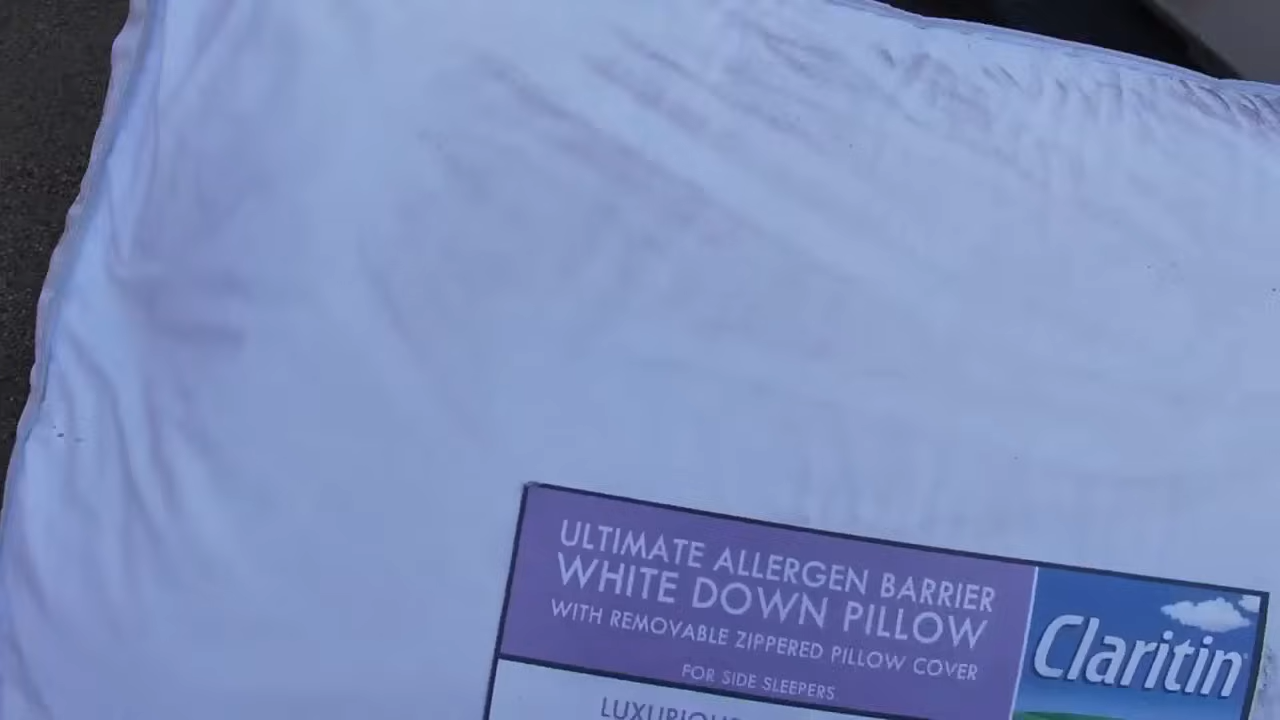 ULTIMATE ALLERGEN BARRIER
WHITE DOWN PILLOW
WITH REMOVABLE ZIPPERED PILLOW COVER
FOR SIDE SLEEPERS
Claritin